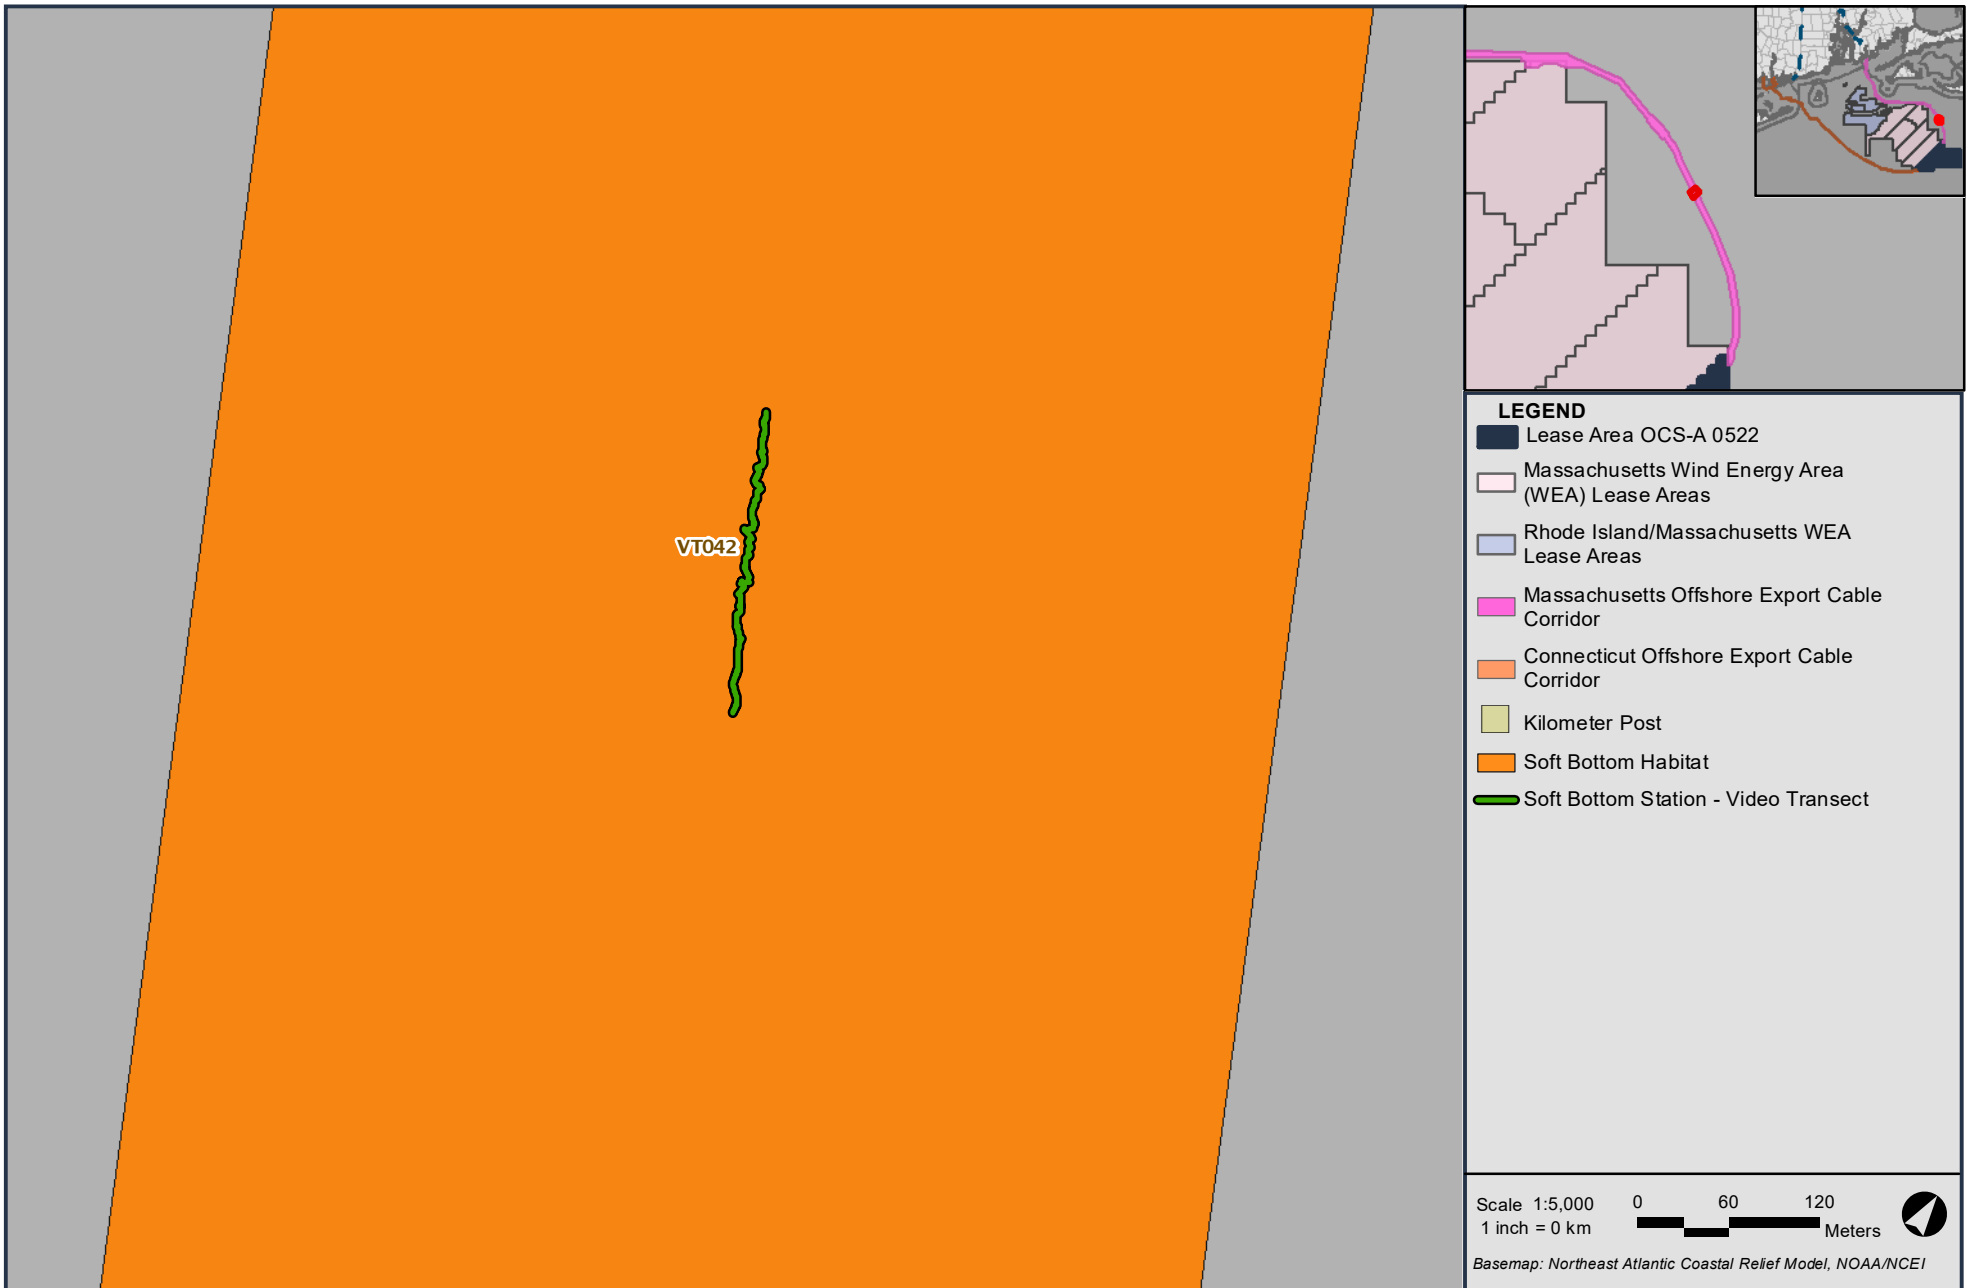 VT042
LEGEND
Lease Area OCS-A 0522
Massachusetts Wind Energy Area
(WEA) Lease Areas
Rhode Island/Massachusetts WEA
Lease Areas
Massachusetts Offshore Export Cable
Corridor
Connecticut Offshore Export Cable
Corridor
Kilometer Post
Soft Bottom Habitat
Soft Bottom Station - Video Transect
Scale 1:5,000
1 inch = 0 km
0 60 120
Meters
Basemap: Northeast Atlantic Coastal Relief Model, NOAA/NCEI